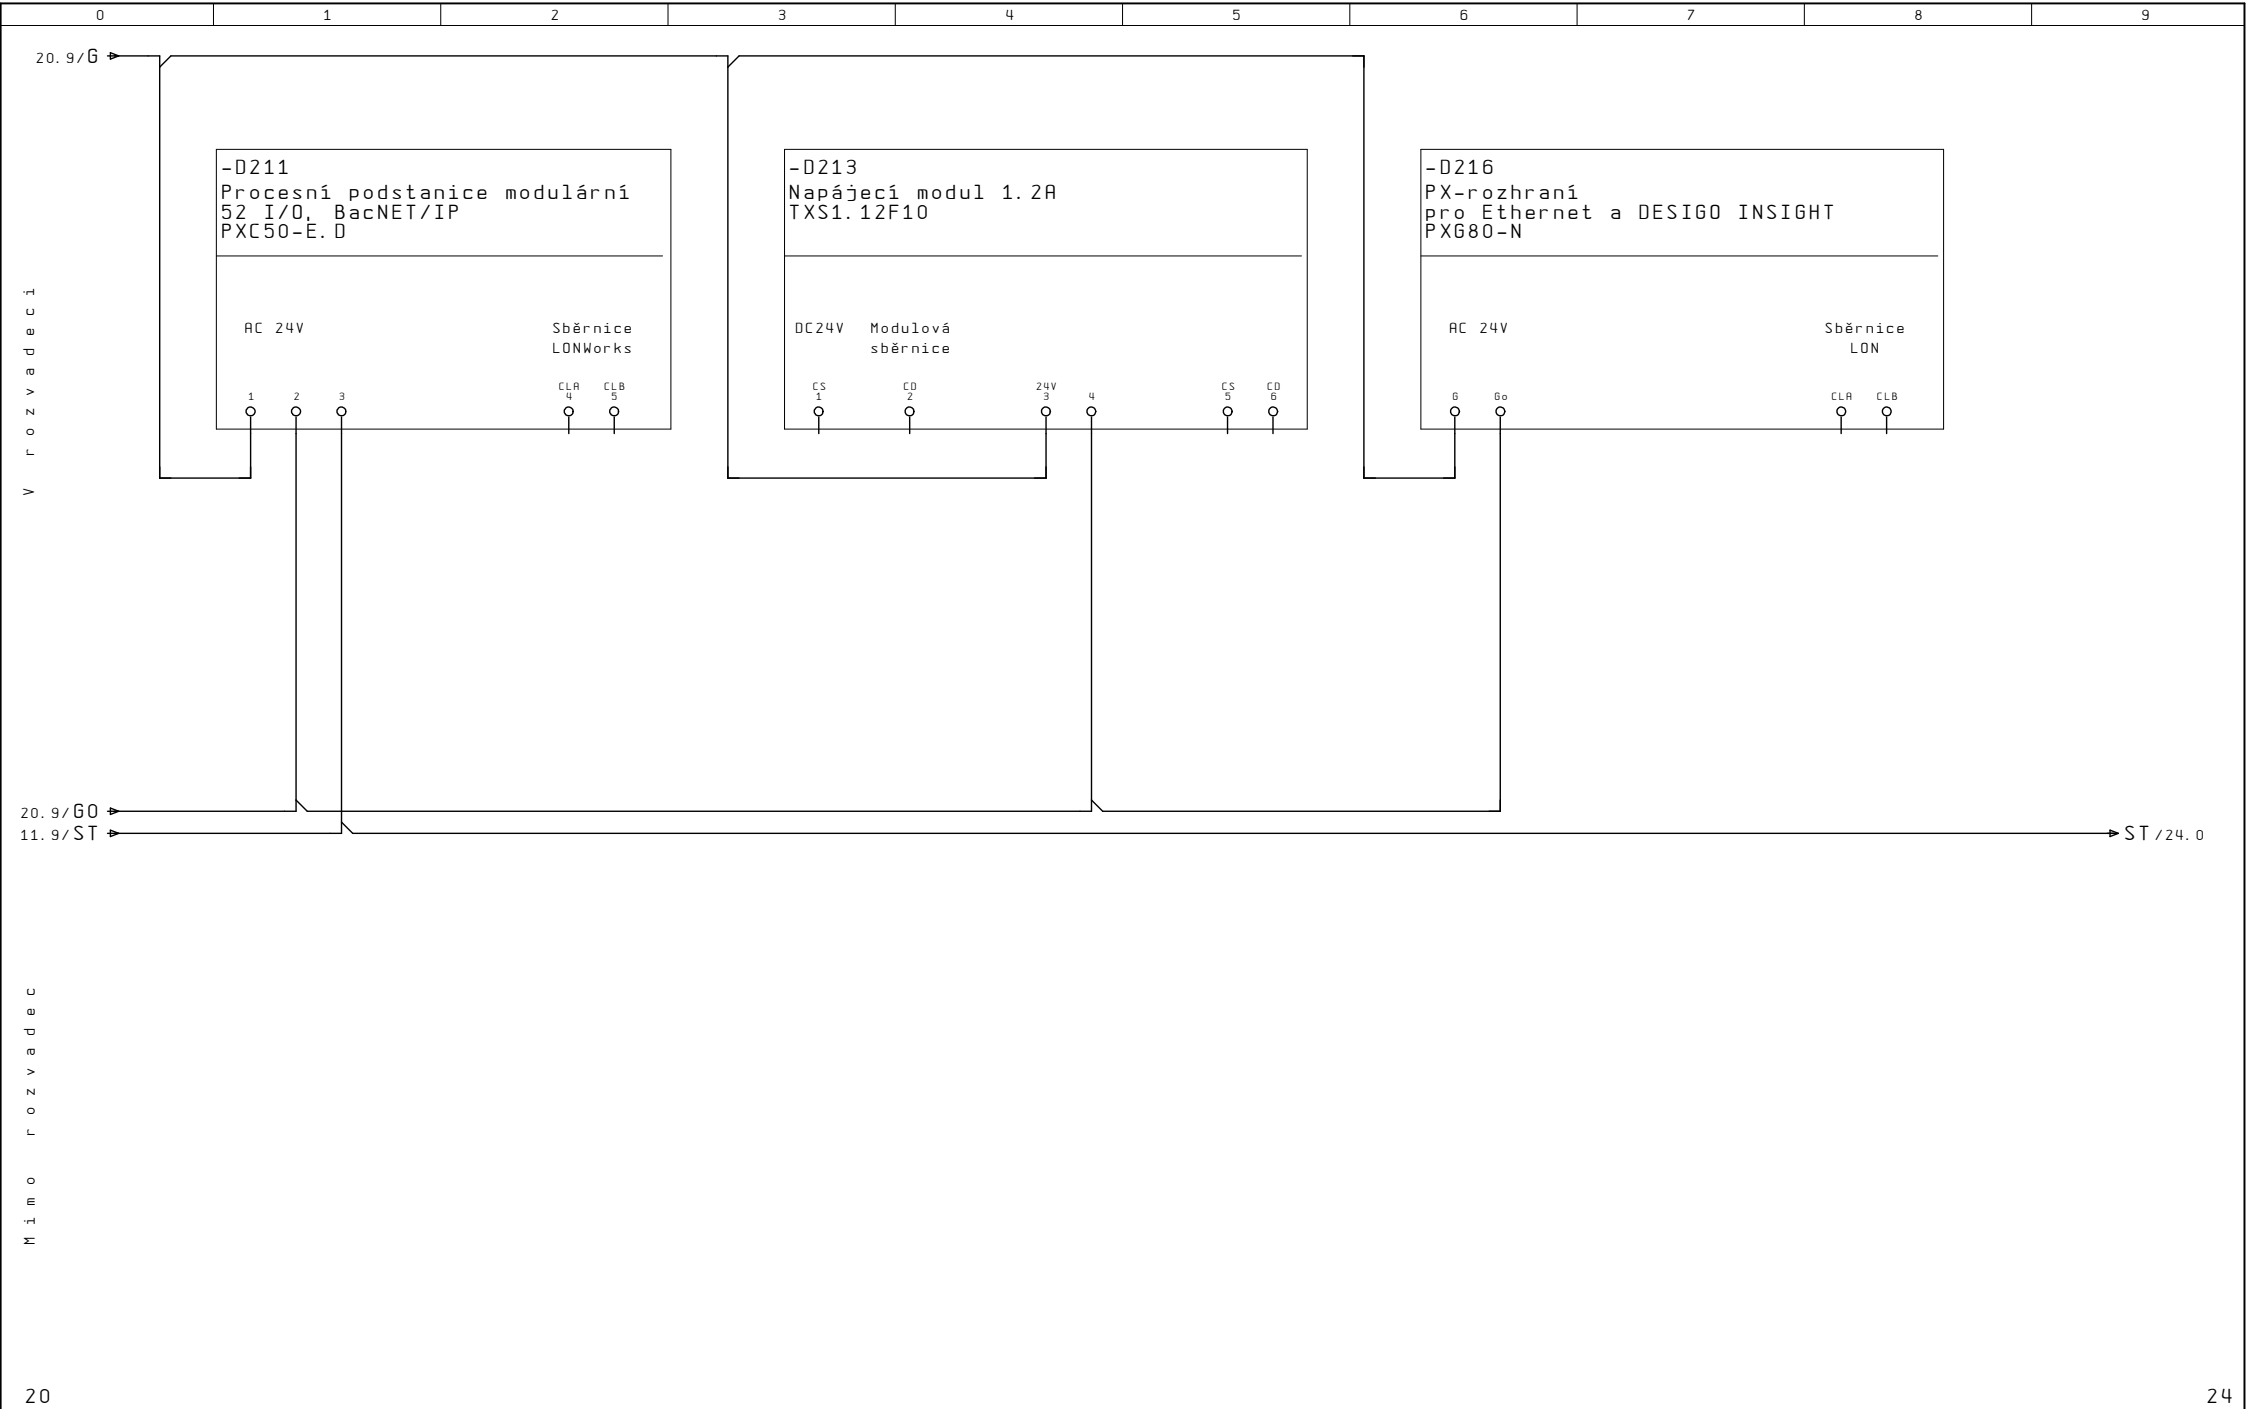 0 1 2 3 4 5 6 7 8 9
20.9/G
-D211
Procesní podstanice modulární
52 I/O, BacNET/IP
PXC50-E.D
AC 24V
Sběrnice
LONWorks
CLA CLB
1 2 3 4 5
-D213
Napájecí modul 1.2A
TXS1.12F10
DC24V Modulová
sběrnice
CS CD 24V CS CD
1 2 3 4 5 6
-D216
PX-rozhraní
pro Ethernet a DESIGO INSIGHT
PXG80-N
AC 24V
Sběrnice
LON
G Go CLA CLB
V rozvadeci
20.9/G0
11.9/ST
ST/24.0
Mimo rozvadec
20
24